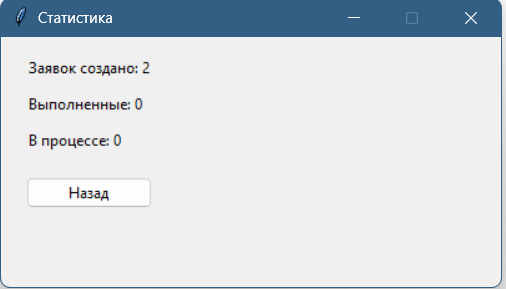 Статистика
Заявок создано: 2
Выполненные: 0
В процессе: 0
Назад